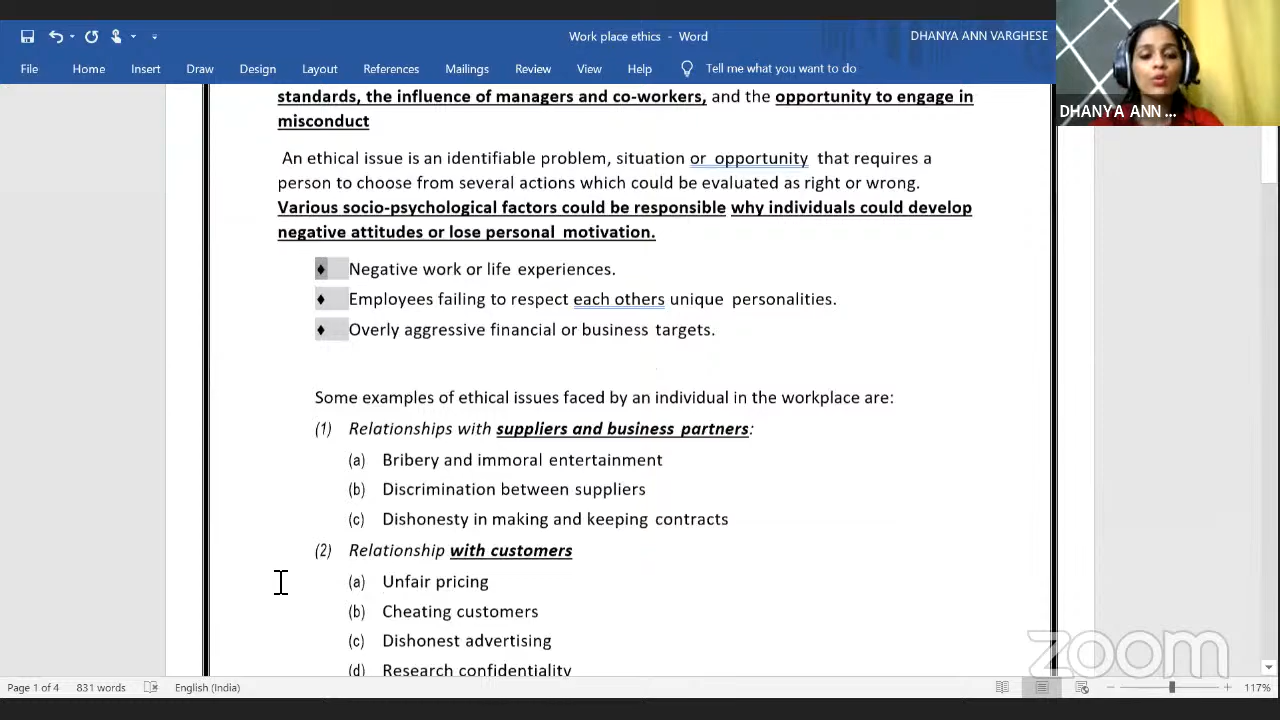 Work place ethics - Word
DHANYA ANN VARGHESE
File Home Insert Draw Design Layout References Mailings Review View Help Tell me what you want to do
DHANYA ANN ...
standards, the influence of managers and co-workers, and the opportunity to engage in
misconduct
An ethical issue is an identifiable problem, situation or opportunity that requires a
person to choose from several actions which could be evaluated as right or wrong.
Various socio-psychological factors could be responsible why individuals could develop
negative attitudes or lose personal motivation.
♦ Negative work or life experiences.
♦ Employees failing to respect each others unique personalities.
♦ Overly aggressive financial or business targets.
Some examples of ethical issues faced by an individual in the workplace are:
(1) Relationships with suppliers and business partners:
(a) Bribery and immoral entertainment
(b) Discrimination between suppliers
(c) Dishonesty in making and keeping contracts
(2) Relationship with customers
(a) Unfair pricing
(b) Cheating customers
(c) Dishonest advertising
(d) Research confidentiality
zoom
Page 1 of 4 831 words English (India) 117%